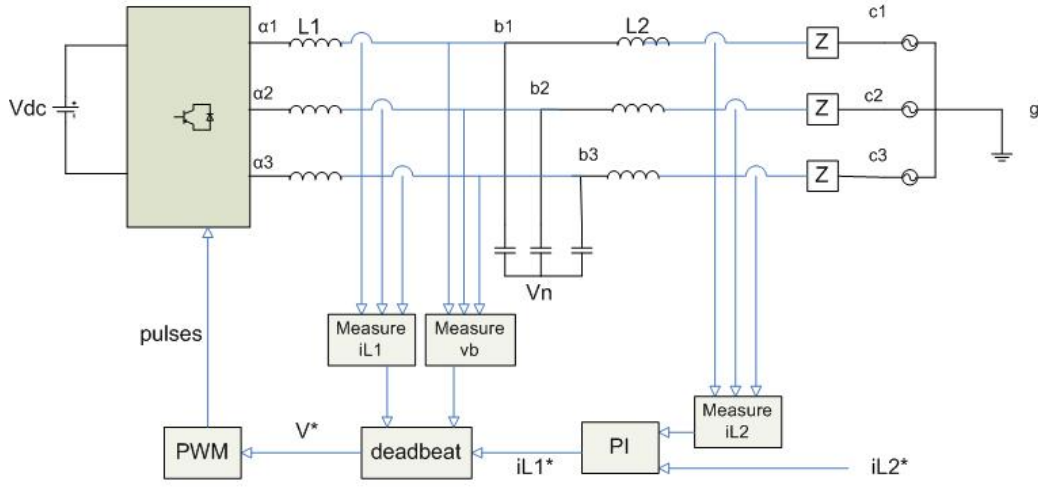 α1
L1
b1
L2
c1
Z
Vdc
α2
b2
c2
Z
g
α3
b3
c3
Z
Vn
pulses
Measure
iL1
Measure
vb
Measure
iL2
PWM
V*
deadbeat
iL1*
PI
iL2*